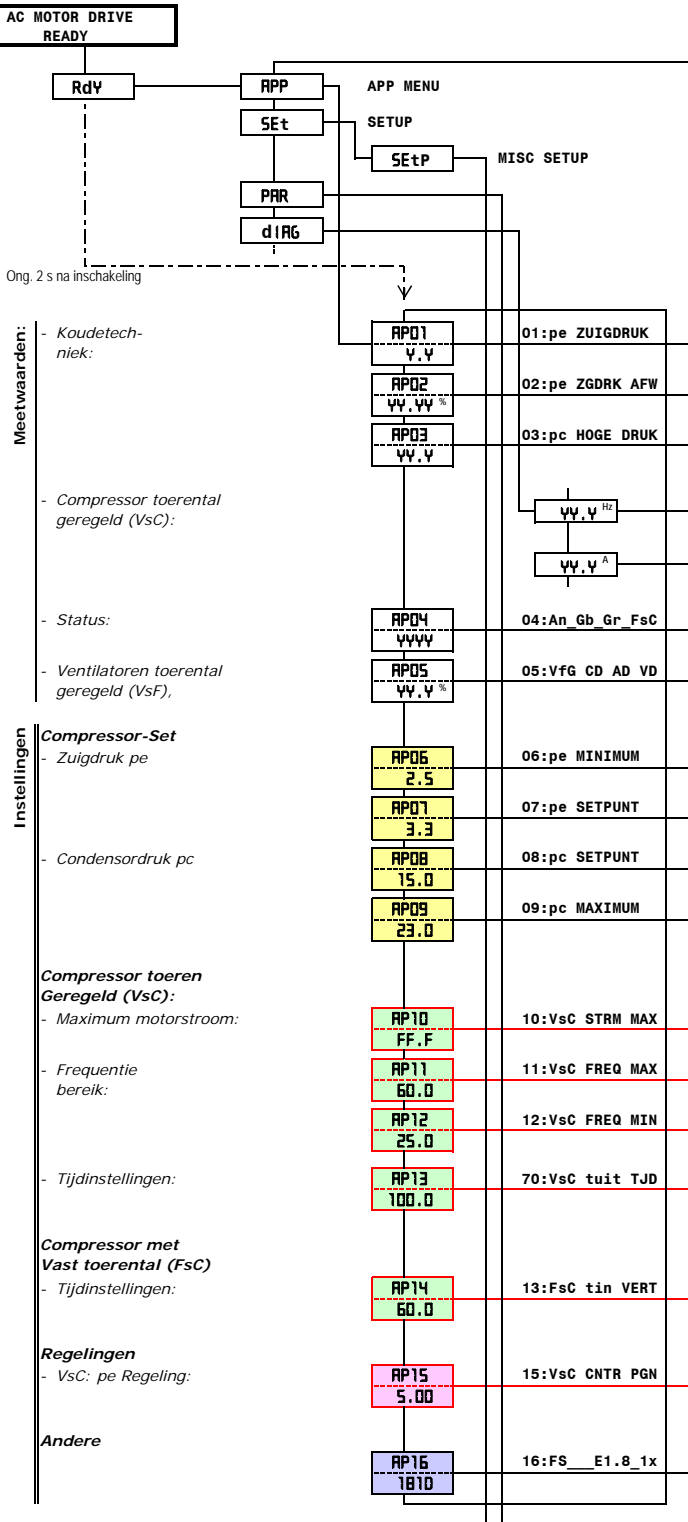 AC MOTOR DRIVE
READY
RdY
APP
APP MENU
SEt
SETUP
SEtP
MISC SETUP
PAR
dIAG
Ong. 2 s na inschakeling
Meetwaarden:
- Koudetech-
niek:
AP01
Y.Y
01:pe ZUIGDRUK
AP02
YY.YY %
02:pe ZGDRK AFW
AP03
YY.Y
03:pc HOGE DRUK
- Compressor toerental
geregeld (VsC):
YY.Y Hz
YY.Y A
- Status:
AP04
YYYY
04:An_Gb_Gr_FsC
- Ventilatoren toerental
geregeld (VsF),
AP05
YY.Y %
05:VfG CD AD VD
Instellingen
Compressor-Set
- Zuigdruk pe
AP06
2.5
06:pe MINIMUM
AP07
3.3
07:pe SETPUNT
- Condensordruk pc
AP08
15.0
08:pc SETPUNT
AP09
23.0
09:pc MAXIMUM
Compressor toeren
Geregeld (VsC):
- Maximum motorstroom:
AP10
FF.F
10:VsC STRM MAX
- Frequentie
bereik:
AP11
60.0
11:VsC FREQ MAX
AP12
25.0
12:VsC FREQ MIN
- Tijdinstellingen:
AP13
100.0
70:VsC tuit TJD
Compressor met
Vast toerental (FsC)
- Tijdinstellingen:
AP14
60.0
13:FsC tin VERT
Regelingen
- VsC: pe Regeling:
AP15
5.00
15:VsC CNTR PGN
Andere
AP16
1810
16:FS___E1.8_1x